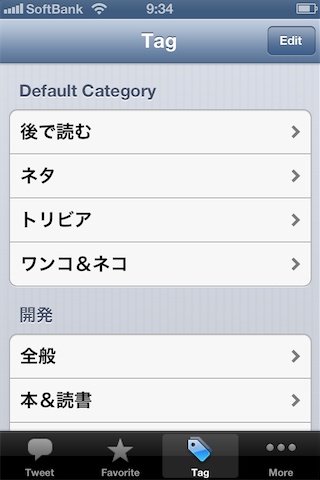 SoftBank 9:34
Tag Edit
Default Category
後で読む
ネタ
トリビア
ワンコ＆ネコ
開発
全般
本＆読書
Tweet Favorite Tag More